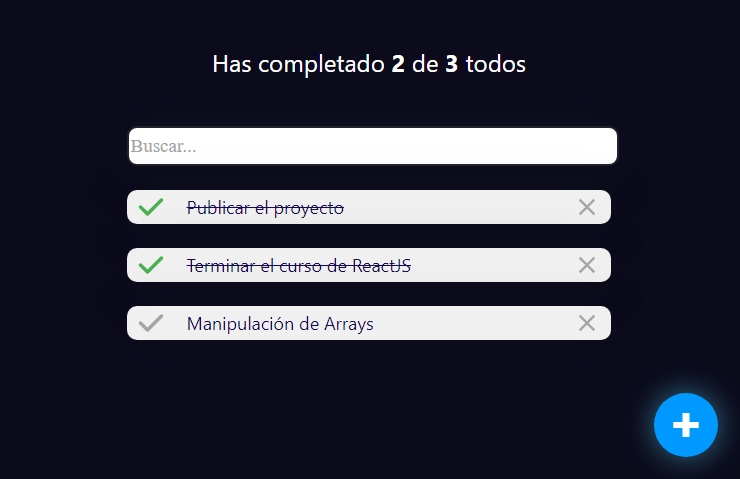 Has completado 2 de 3 todos
Buscar...
Publicar el proyecto
Terminar el curso de ReactJS
Manipulación de Arrays